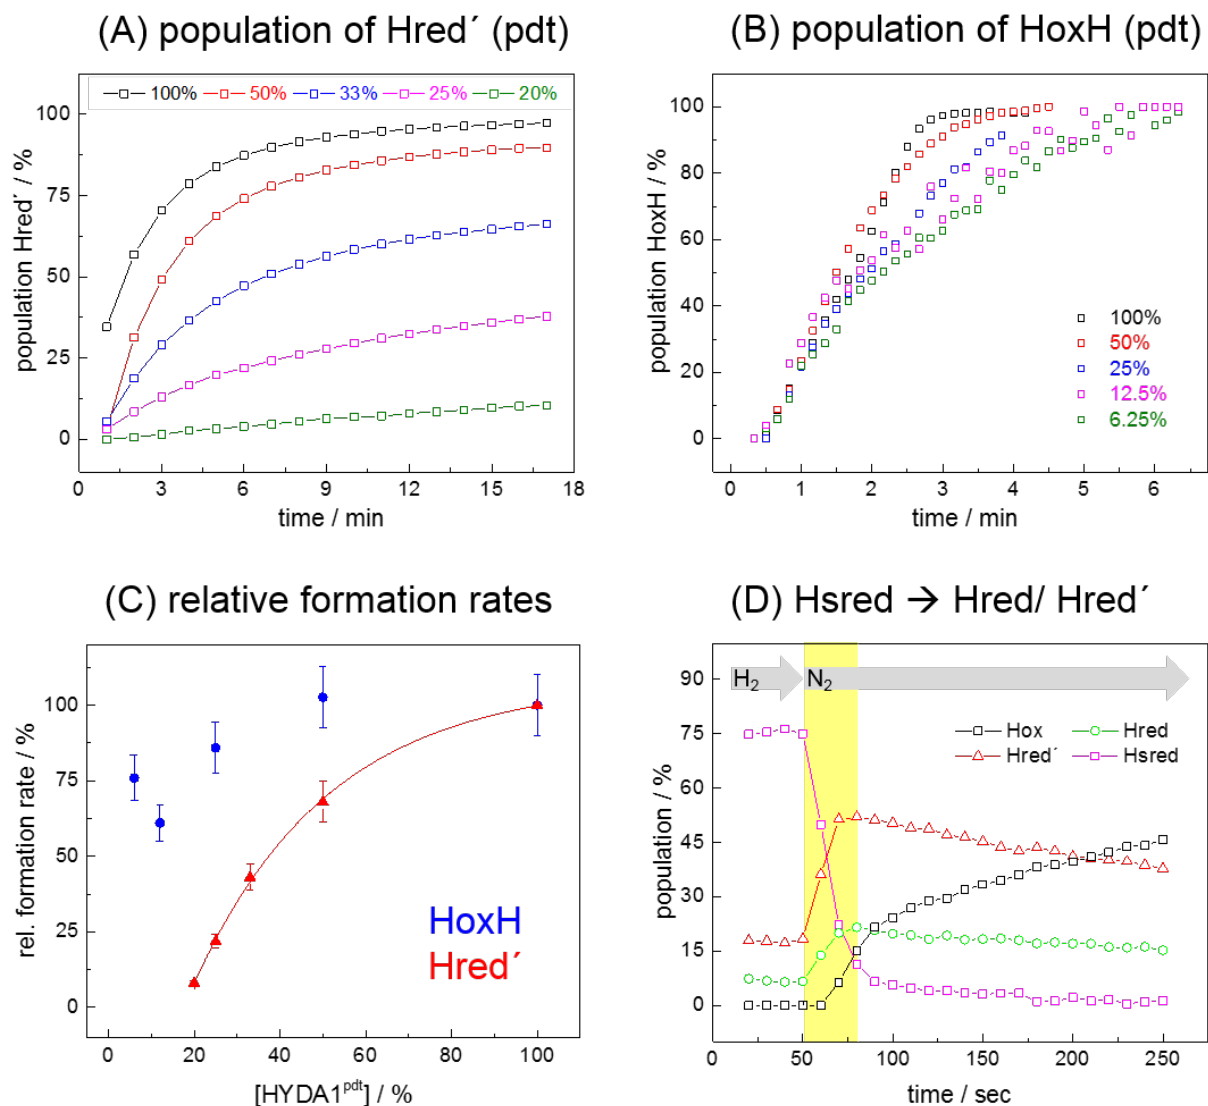 (A) population of Hred´ (pdt)
100% 50% 33% 25% 20%
100
75
50
25
0
population Hred´ / %
0 3 6 9 12 15 18
time / min
(B) population of HoxH (pdt)
100
80
60
40
20
0
population HoxH / %
100%
50%
25%
12.5%
6.25%
0 1 2 3 4 5 6
time / min
(C) relative formation rates
100
75
50
25
0
rel. formation rate / %
HoxH
Hred´
0 20 40 60 80 100
[HYDA1pdt] / %
(D) Hsred → Hred/ Hred´
H2 N2
90
75
60
45
30
15
0
population / %
Hox Hred
Hred´ Hsred
0 50 100 150 200 250
time / sec